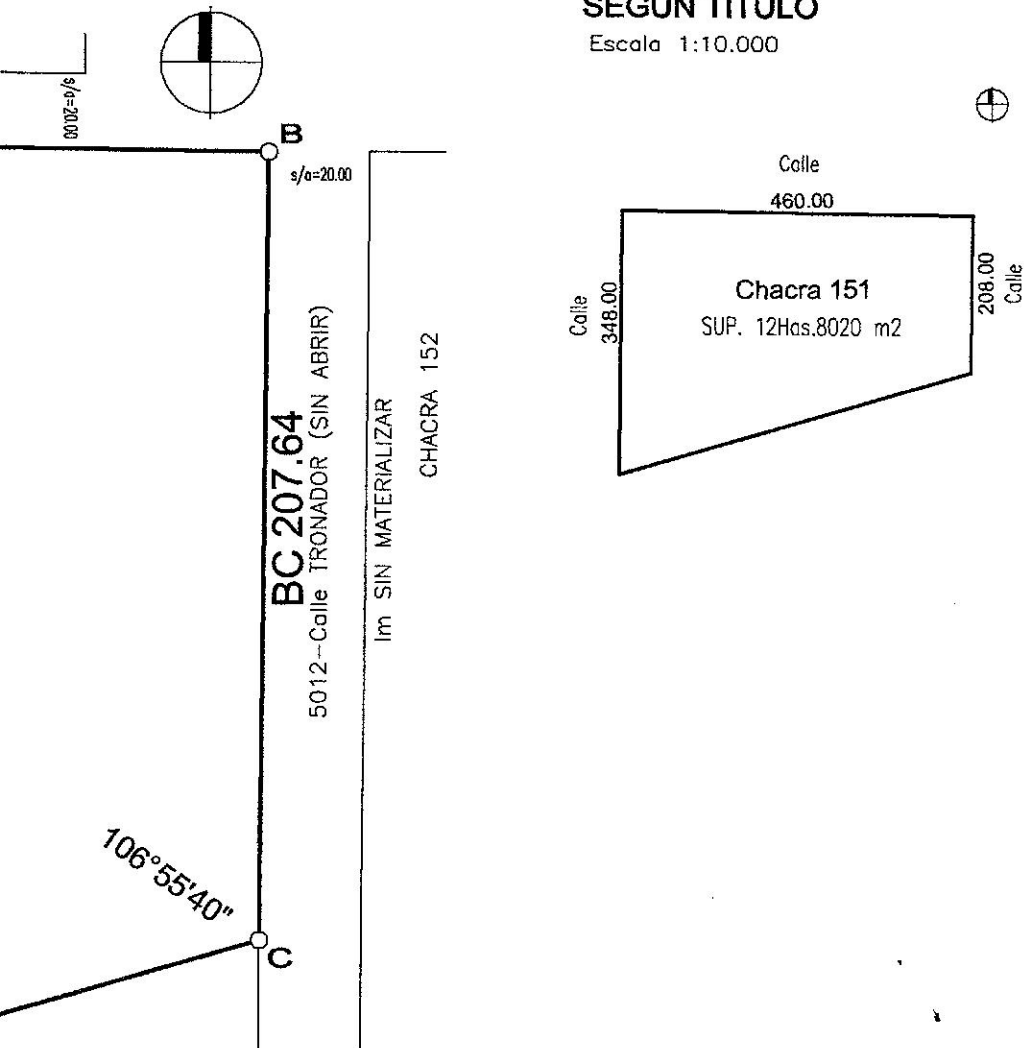 SEGUN TITULO
Escala 1:10.000
s/a=20.00
B
s/a=20.00
BC 207.64
5012-Calle TRONADOR (SIN ABRIR)
lm SIN MATERIALIZAR
CHACRA 152
106°55'40"
C
Calle
460.00
Calle
348.00
Chacra 151
SUP. 12Has.8020 m2
208.00
Calle